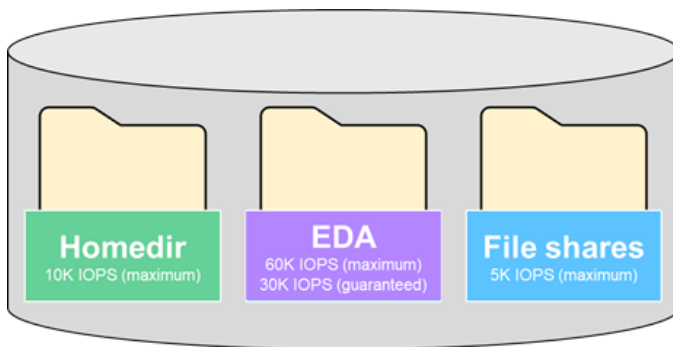 Homedir
10K IOPS (maximum)
EDA
60K IOPS (maximum)
30K IOPS (guaranteed)
File shares
5K IOPS (maximum)